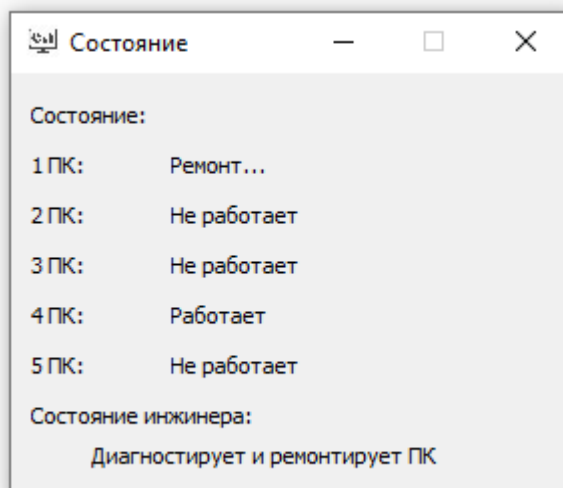 Состояние
Состояние:
1 ПК: Ремонт...
2 ПК: Не работает
3 ПК: Не работает
4 ПК: Работает
5 ПК: Не работает
Состояние инжинера:
Диагностирует и ремонтирует ПК